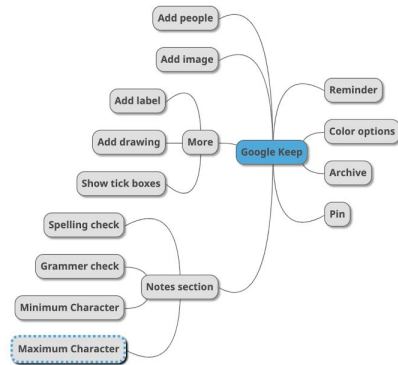 Add people
Add image
Add label
Add drawing
Show tick boxes
More
Spelling check
Grammer check
Minimum Character
Maximum Character
Notes section
Google Keep
Reminder
Color options
Archive
Pin